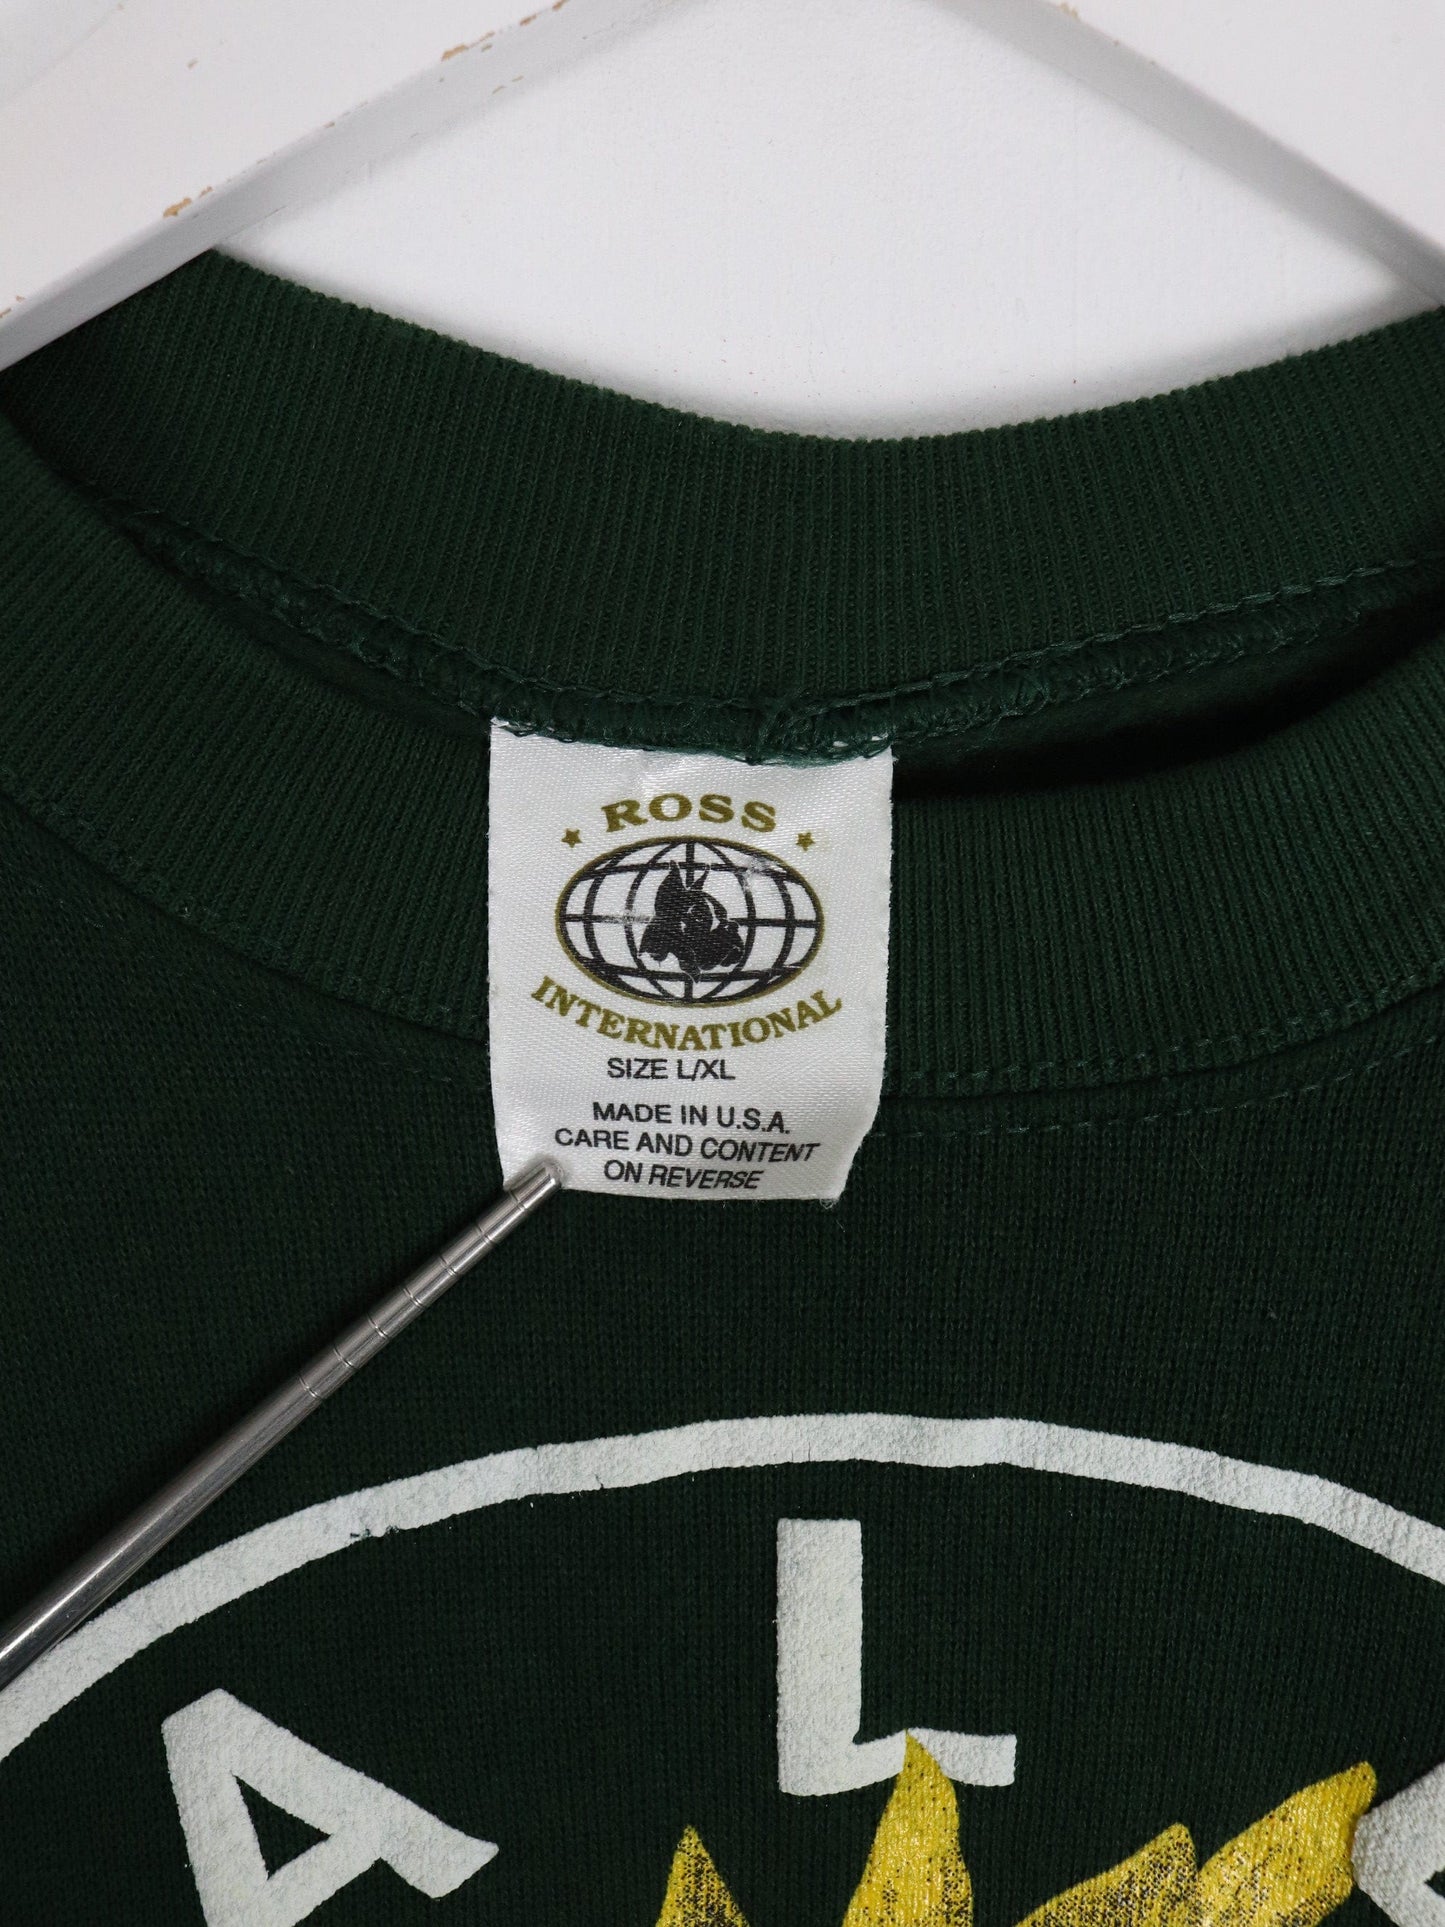 ROSS
INTERNATIONAL
SIZE L/XL
MADE IN U.S.A.
CARE AND CONTENT
ON REVERSE
A L